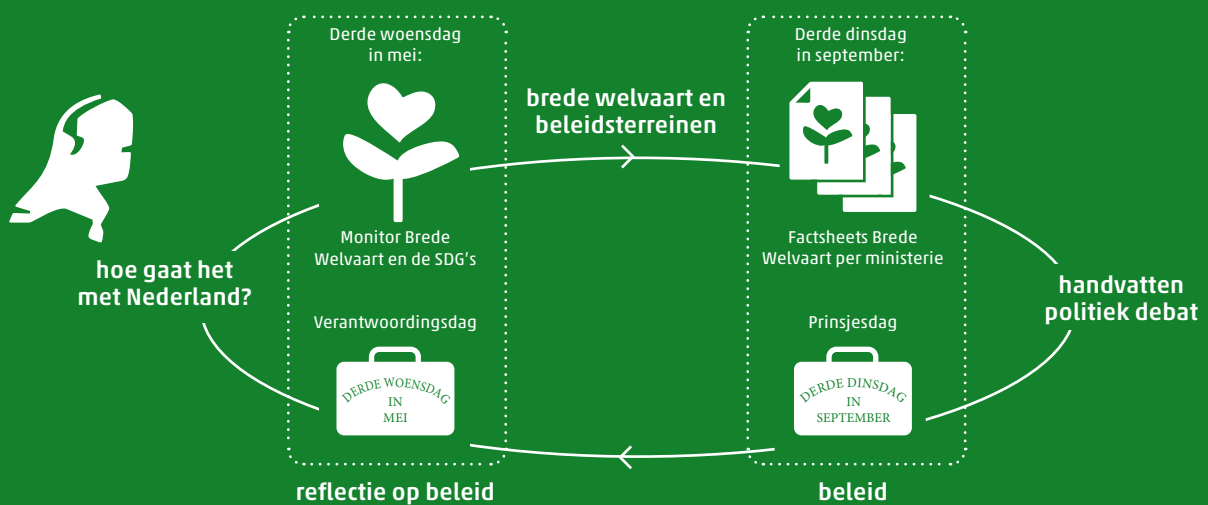 Derde woensdag
in mei:
Derde dinsdag
in september:
brede welvaart en
beleidsterreinen
Monitor Brede
Welvaart en de SDG's
Factsheets Brede
Welvaart per ministerie
hoe gaat het
met Nederland?
handvatten
politiek debat
Verantwoordingsdag
Prinsjesdag
DERDE WOENSDAG
IN
MEI
DERDE DINSDAG
IN
SEPTEMBER
reflectie op beleid
beleid